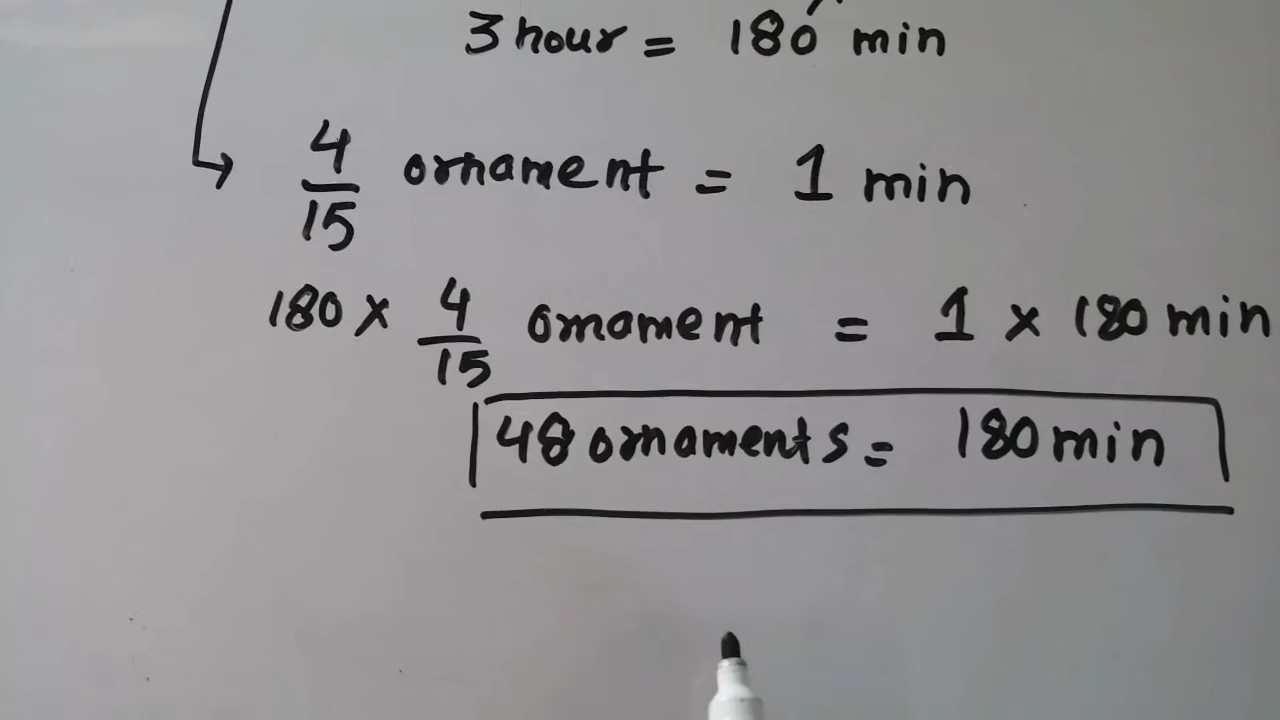 3 hour = 180 min
4/15 ornament = 1 min
180 × 4/15 ornament = 1 × 180 min
48 ornaments = 180 min